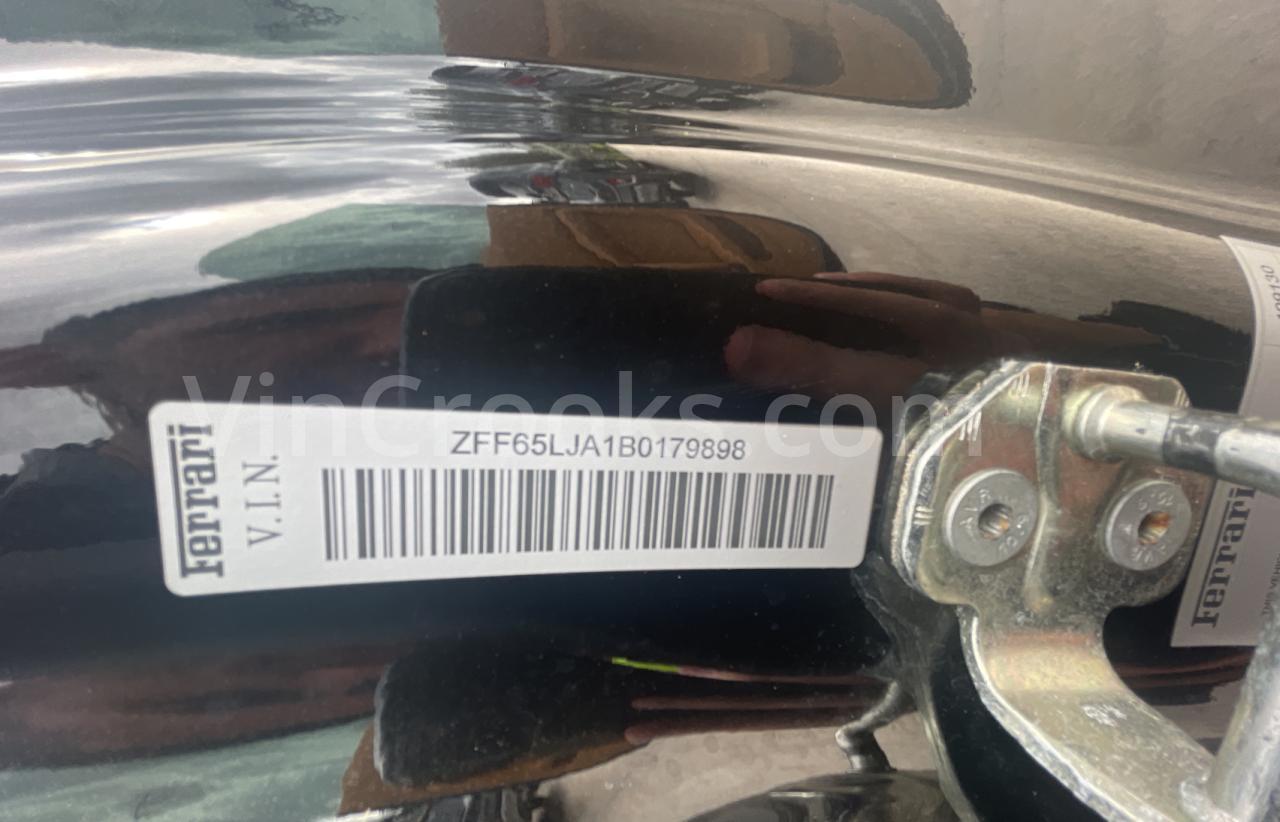 VinCrooks.com
Ferrari
V.I.N.
ZFF65LJA1B0179898
Ferrari